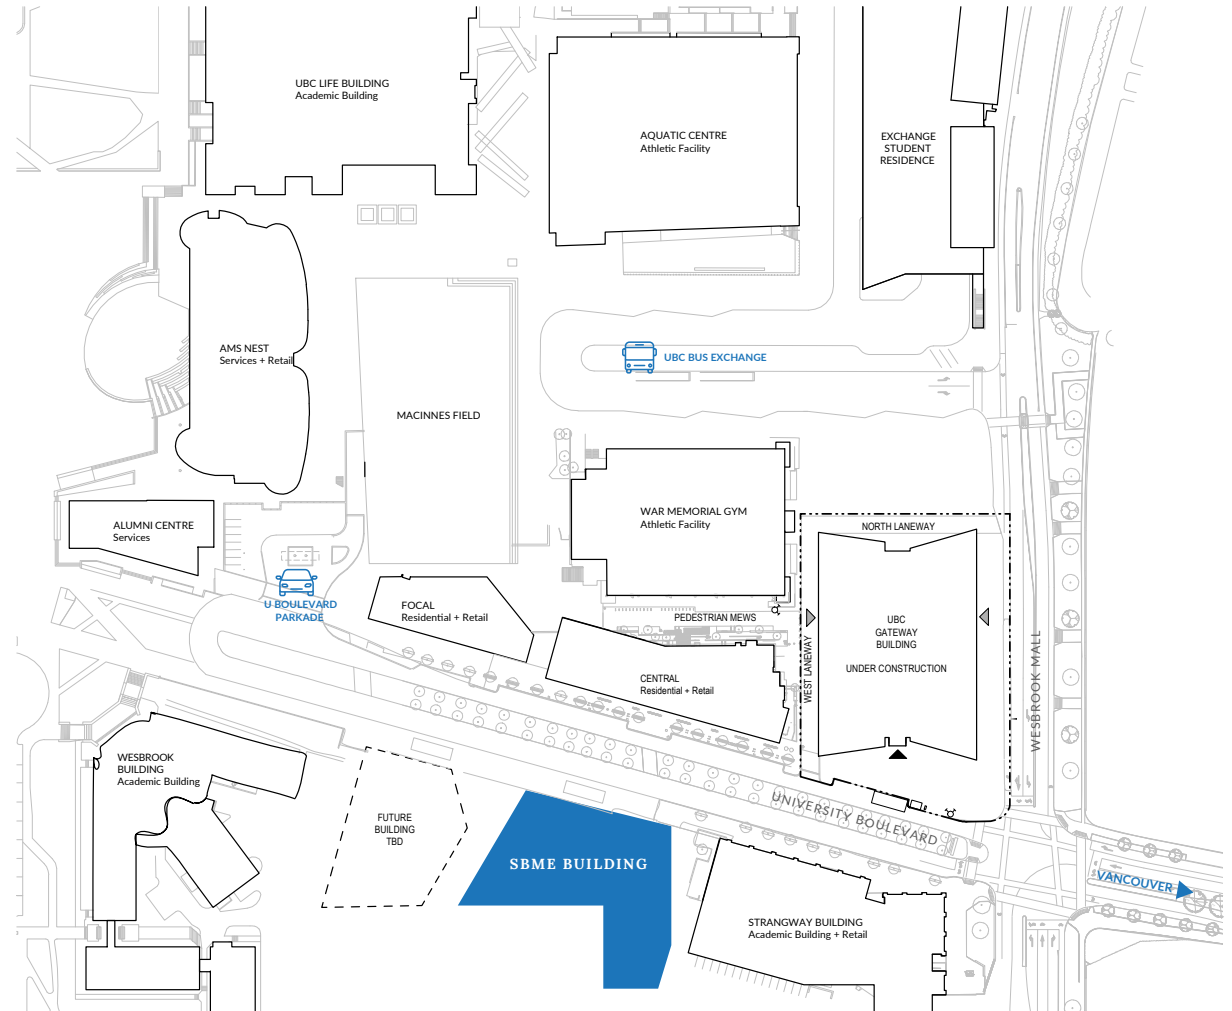 UBC LIFE BUILDING
Academic Building
AQUATIC CENTRE
Athletic Facility
EXCHANGE
STUDENT
RESIDENCE
AMS NEST
Services + Retail
UBC BUS EXCHANGE
MACINNES FIELD
ALUMNI CENTRE
Services
WAR MEMORIAL GYM
Athletic Facility
NORTH LANEWAY
U BOULEVARD
PARKADE
FOCAL
Residential + Retail
PEDESTRIAN MEWS
UBC
GATEWAY
BUILDING
UNDER CONSTRUCTION
WEST LANEWAY
WESBROOK MALL
CENTRAL
Residential + Retail
WESBROOK
BUILDING
Academic Building
FUTURE
BUILDING
TBD
UNIVERSITY BOULEVARD
SBME BUILDING
VANCOUVER
STRANGWAY BUILDING
Academic Building + Retail